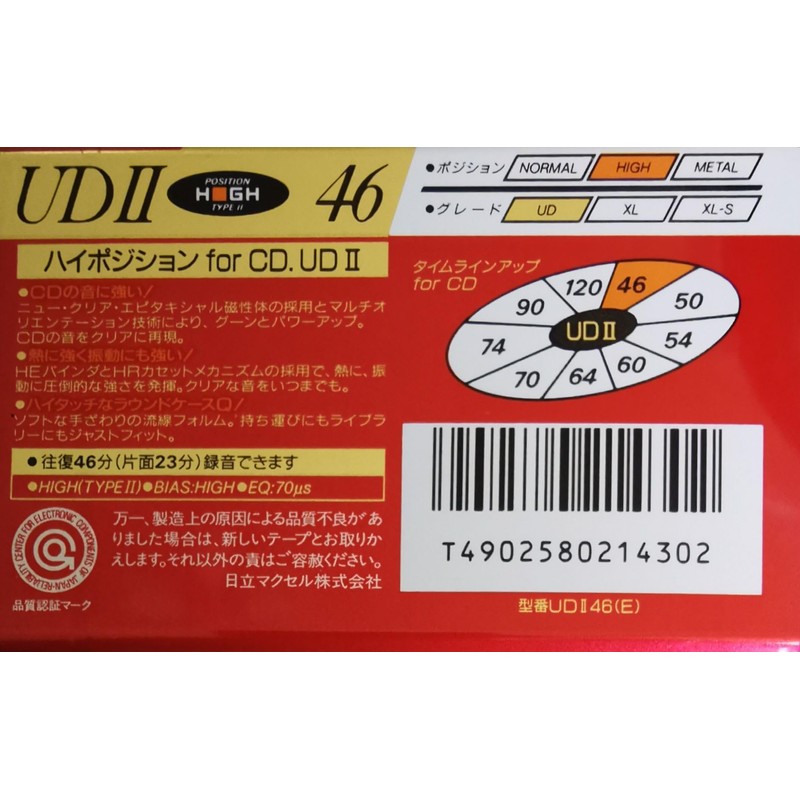 UDⅡ POSITION HIGH TYPE II 46
●ポジション NORMAL HIGH METAL
●グレード UD XL XL-S
ハイポジション for CD. UDⅡ
●CDの音に強い!
ニュー・クリア・エピタキシャル磁性体の採用とマルチオ
リエンテーション技術により、グーンとパワーアップ。
CDの音をクリアに再現。
●熱に強く振動にも強い!
HEバインダとHRカセットメカニズムの採用で、熱に、振
動に圧倒的な強さを発揮。クリアな音をいつまでも。
●ハイタッチなラウンドケースQ!
ソフトな手ざわりの流線フォルム。持ち運びにもライブラ
リーにもジャストフィット。
●往復46分(片面23分)録音できます
●HIGH(TYPEⅡ)●BIAS:HIGH●EQ:70μs
RELIABILITY CENTER FOR ELECTRONIC COMPONENTS OF JAPAN
品質認証マーク
万一、製造上の原因による品質不良があ
りました場合は、新しいテープとお取りか
えします。それ以外の責はご容赦ください。
日立マクセル株式会社
タイムラインアップ
for CD
46
50
54
60
64
70
74
90
120
UDⅡ
T4902580214302
型番UDⅡ46(E)